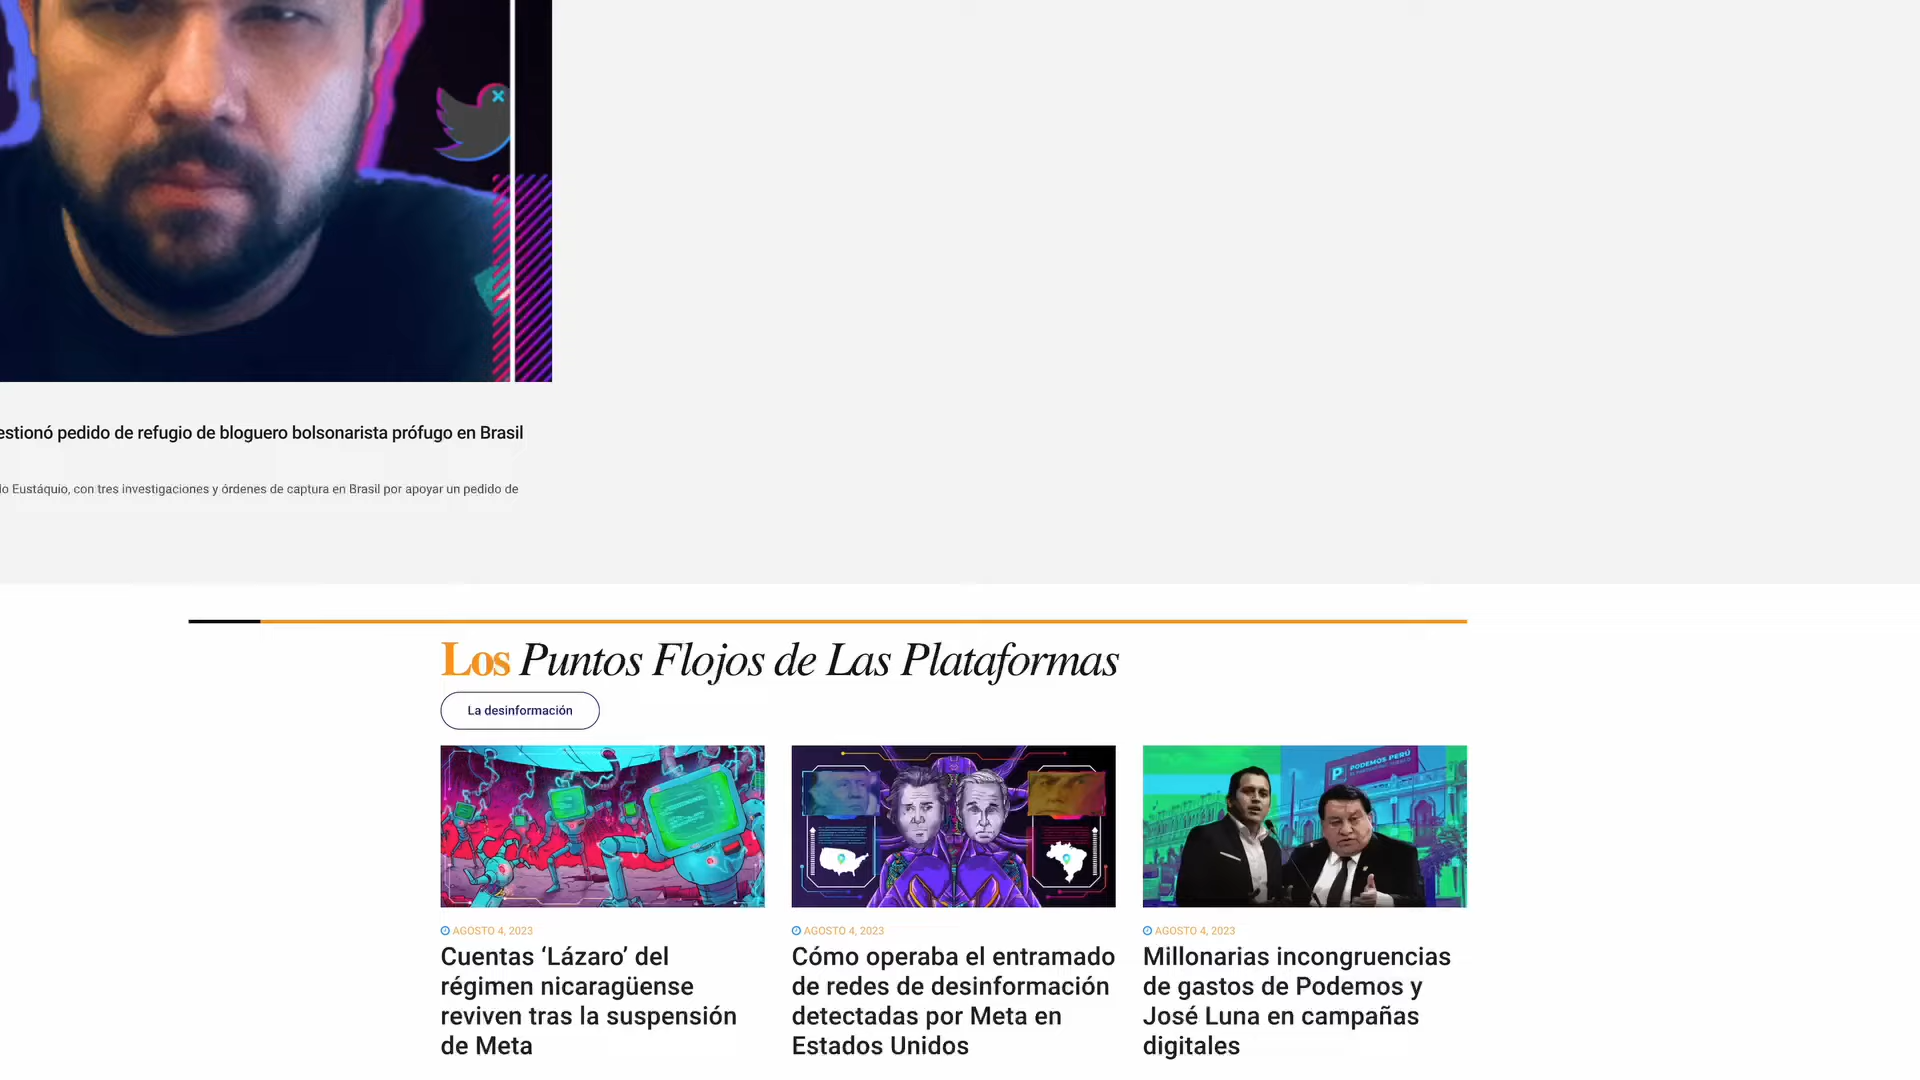 estionó pedido de refugio de bloguero bolsonarista prófugo en Brasil
lo Eustáquio, con tres investigaciones y órdenes de captura en Brasil por apoyar un pedido de
Los Puntos Flojos de Las Plataformas
La desinformación
PODEMOS PERÚ
AGOSTO 4, 2023
Cuentas ‘Lázaro’ del
régimen nicaragüense
reviven tras la suspensión
de Meta
AGOSTO 4, 2023
Cómo operaba el entramado
de redes de desinformación
detectadas por Meta en
Estados Unidos
AGOSTO 4, 2023
Millonarias incongruencias
de gastos de Podemos y
José Luna en campañas
digitales